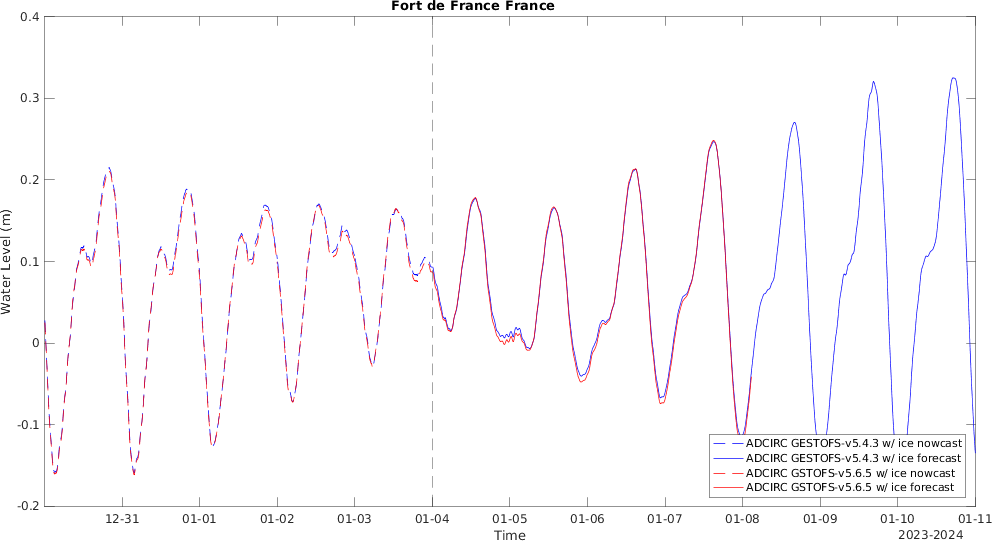 Fort de France France
0.4
0.3
0.2
0.1
0
-0.1
-0.2
Water Level (m)
ADCIRC GESTOFS-v5.4.3 w/ ice nowcast
ADCIRC GESTOFS-v5.4.3 w/ ice forecast
ADCIRC GSTOFS-v5.6.5 w/ ice nowcast
ADCIRC GSTOFS-v5.6.5 w/ ice forecast
12-31 01-01 01-02 01-03 01-04 01-05 01-06 01-07 01-08 01-09 01-10 01-11
Time
2023-2024